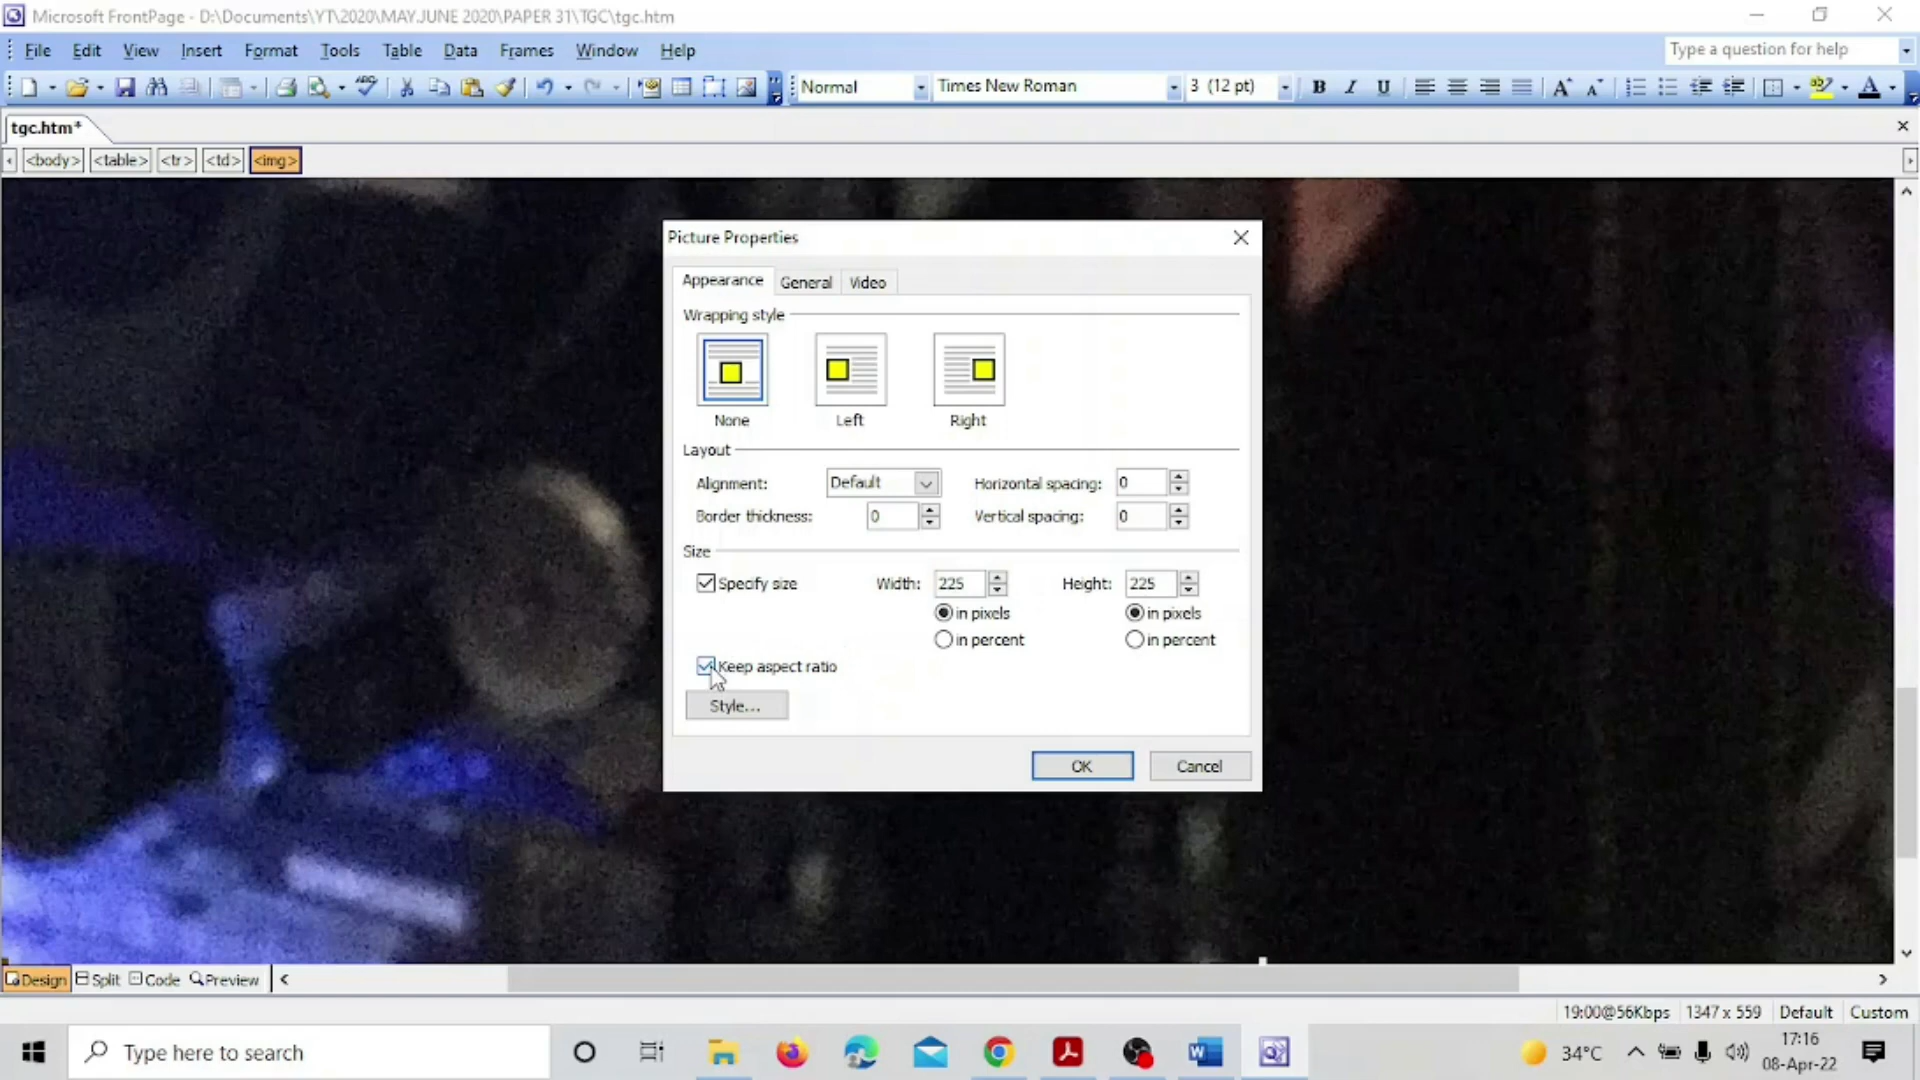 Microsoft FrontPage - D:\Documents\YT\2020\MAY.JUNE 2020\PAPER 31\TGC\tgc.htm
File Edit View Insert Format Tools Table Data Frames Window Help
Type a question for help
Normal Times New Roman 3 (12 pt) B I U A A A
tgc.htm*
<body> <table> <tr> <td> <img>
Picture Properties
Appearance General Video
Wrapping style
None Left Right
Layout
Alignment: Default Horizontal spacing: 0
Border thickness: 0 Vertical spacing: 0
Size
Specify size Width: 225 Height: 225
in pixels in pixels
in percent in percent
Keep aspect ratio
Style...
OK Cancel
Design Split Code Preview
19:00@56Kbps 1347 x 559 Default Custom
Type here to search
34°C
17:16
08-Apr-22